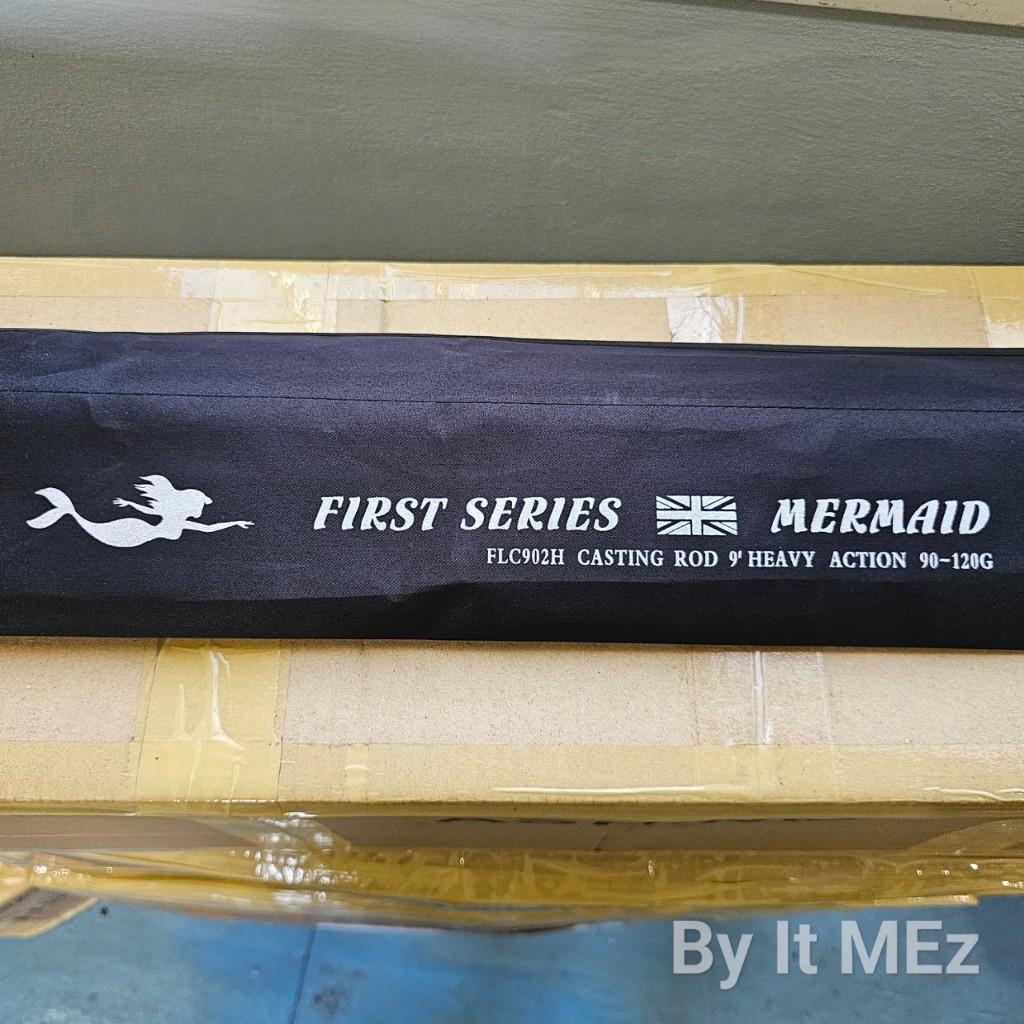 FIRST SERIES MERMAID
FLC902H CASTING ROD 9' HEAVY ACTION 90-120G
By It MEz